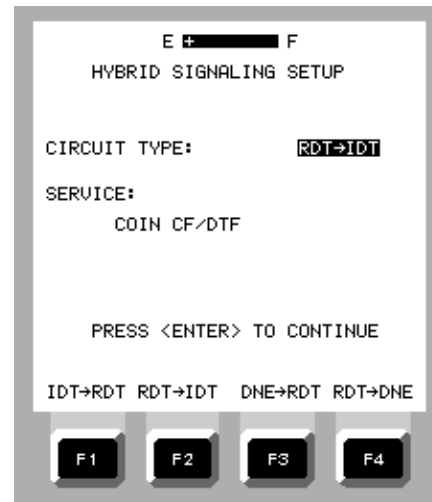 E + F
HYBRID SIGNALING SETUP
CIRCUIT TYPE: RDT→IDT
SERVICE:
COIN CF/DTF
PRESS <ENTER> TO CONTINUE
IDT→RDT RDT→IDT DNE→RDT RDT→DNE
F1 F2 F3 F4